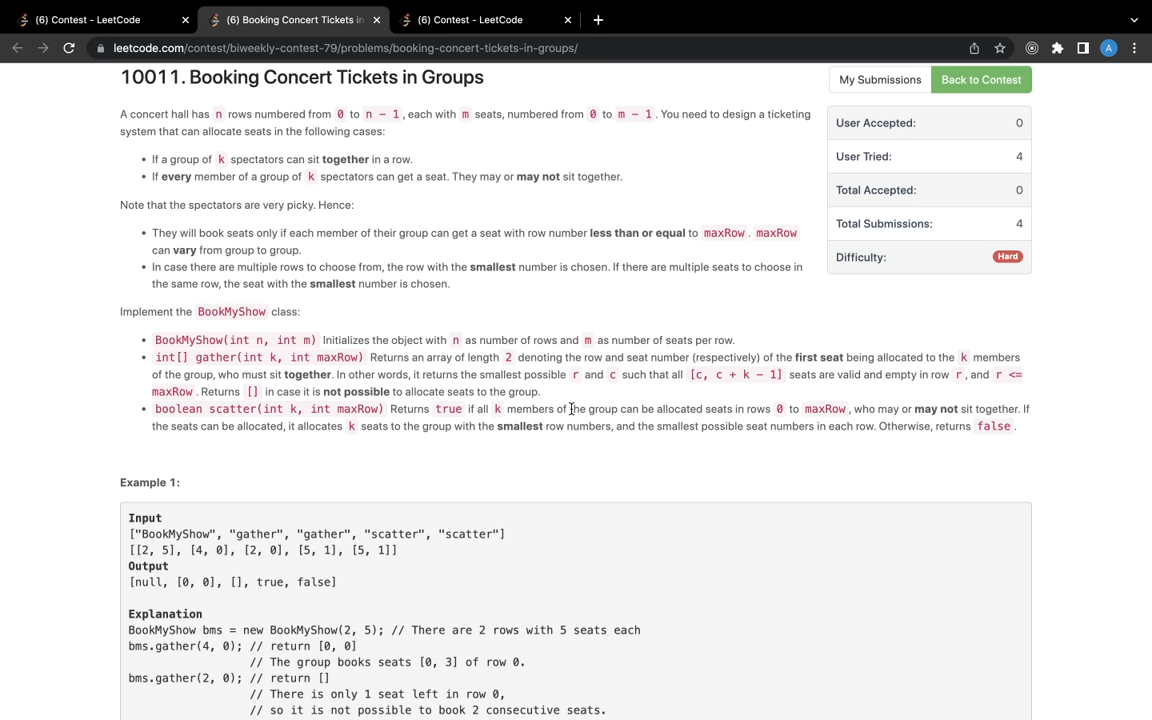 (6) Contest - LeetCode
(6) Booking Concert Tickets in
(6) Contest - LeetCode
leetcode.com/contest/biweekly-contest-79/problems/booking-concert-tickets-in-groups/
A
10011. Booking Concert Tickets in Groups
My Submissions
Back to Contest
A concert hall has n rows numbered from 0 to n - 1, each with m seats, numbered from 0 to m - 1. You need to design a ticketing
system that can allocate seats in the following cases:
• If a group of k spectators can sit together in a row.
• If every member of a group of k spectators can get a seat. They may or may not sit together.
Note that the spectators are very picky. Hence:
• They will book seats only if each member of their group can get a seat with row number less than or equal to maxRow. maxRow
can vary from group to group.
• In case there are multiple rows to choose from, the row with the smallest number is chosen. If there are multiple seats to choose in
the same row, the seat with the smallest number is chosen.
User Accepted: 0
User Tried: 4
Total Accepted: 0
Total Submissions: 4
Difficulty: Hard
Implement the BookMyShow class:
• BookMyShow(int n, int m) Initializes the object with n as number of rows and m as number of seats per row.
• int[] gather(int k, int maxRow) Returns an array of length 2 denoting the row and seat number (respectively) of the first seat being allocated to the k members
of the group, who must sit together. In other words, it returns the smallest possible r and c such that all [c, c + k - 1] seats are valid and empty in row r, and r <=
maxRow. Returns [] in case it is not possible to allocate seats to the group.
• boolean scatter(int k, int maxRow) Returns true if all k members of the group can be allocated seats in rows 0 to maxRow, who may or may not sit together. If
the seats can be allocated, it allocates k seats to the group with the smallest row numbers, and the smallest possible seat numbers in each row. Otherwise, returns false.
Example 1:
Input
["BookMyShow", "gather", "gather", "scatter", "scatter"]
[[2, 5], [4, 0], [2, 0], [5, 1], [5, 1]]
Output
[null, [0, 0], [], true, false]
Explanation
BookMyShow bms = new BookMyShow(2, 5); // There are 2 rows with 5 seats each
bms.gather(4, 0); // return [0, 0]
// The group books seats [0, 3] of row 0.
bms.gather(2, 0); // return []
// There is only 1 seat left in row 0,
// so it is not possible to book 2 consecutive seats.